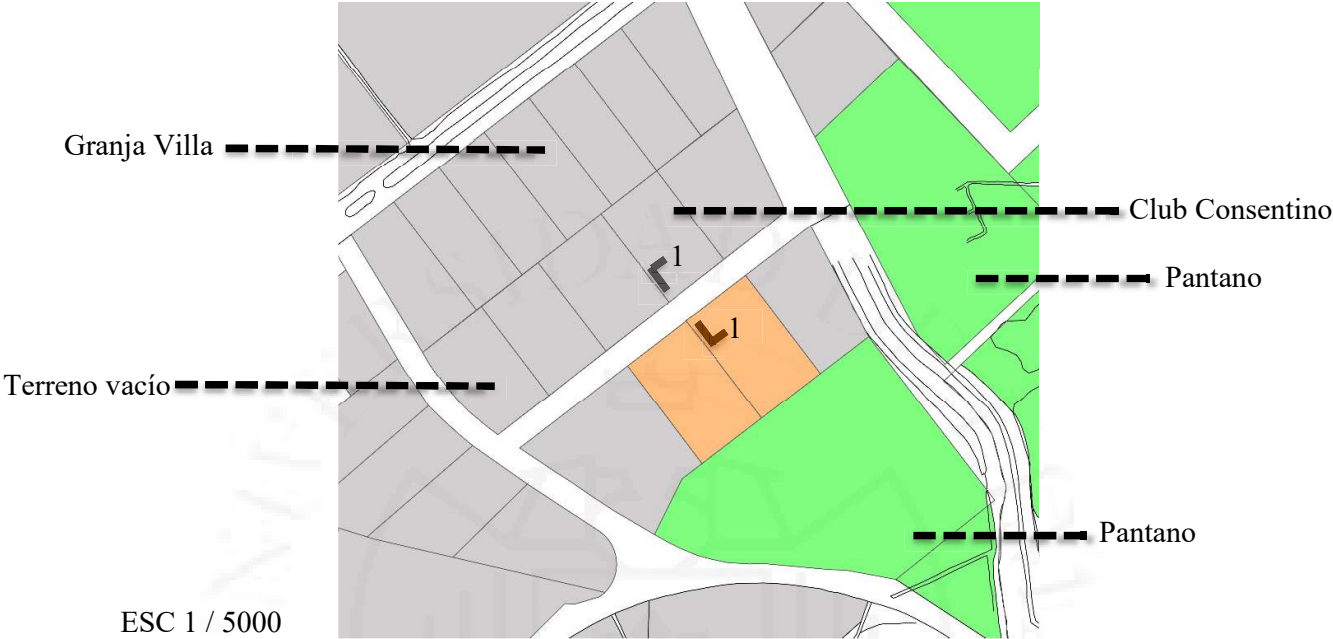 Granja Villa
Club Consentino
1
Pantano
1
Terreno vacío
Pantano
ESC 1 / 5000